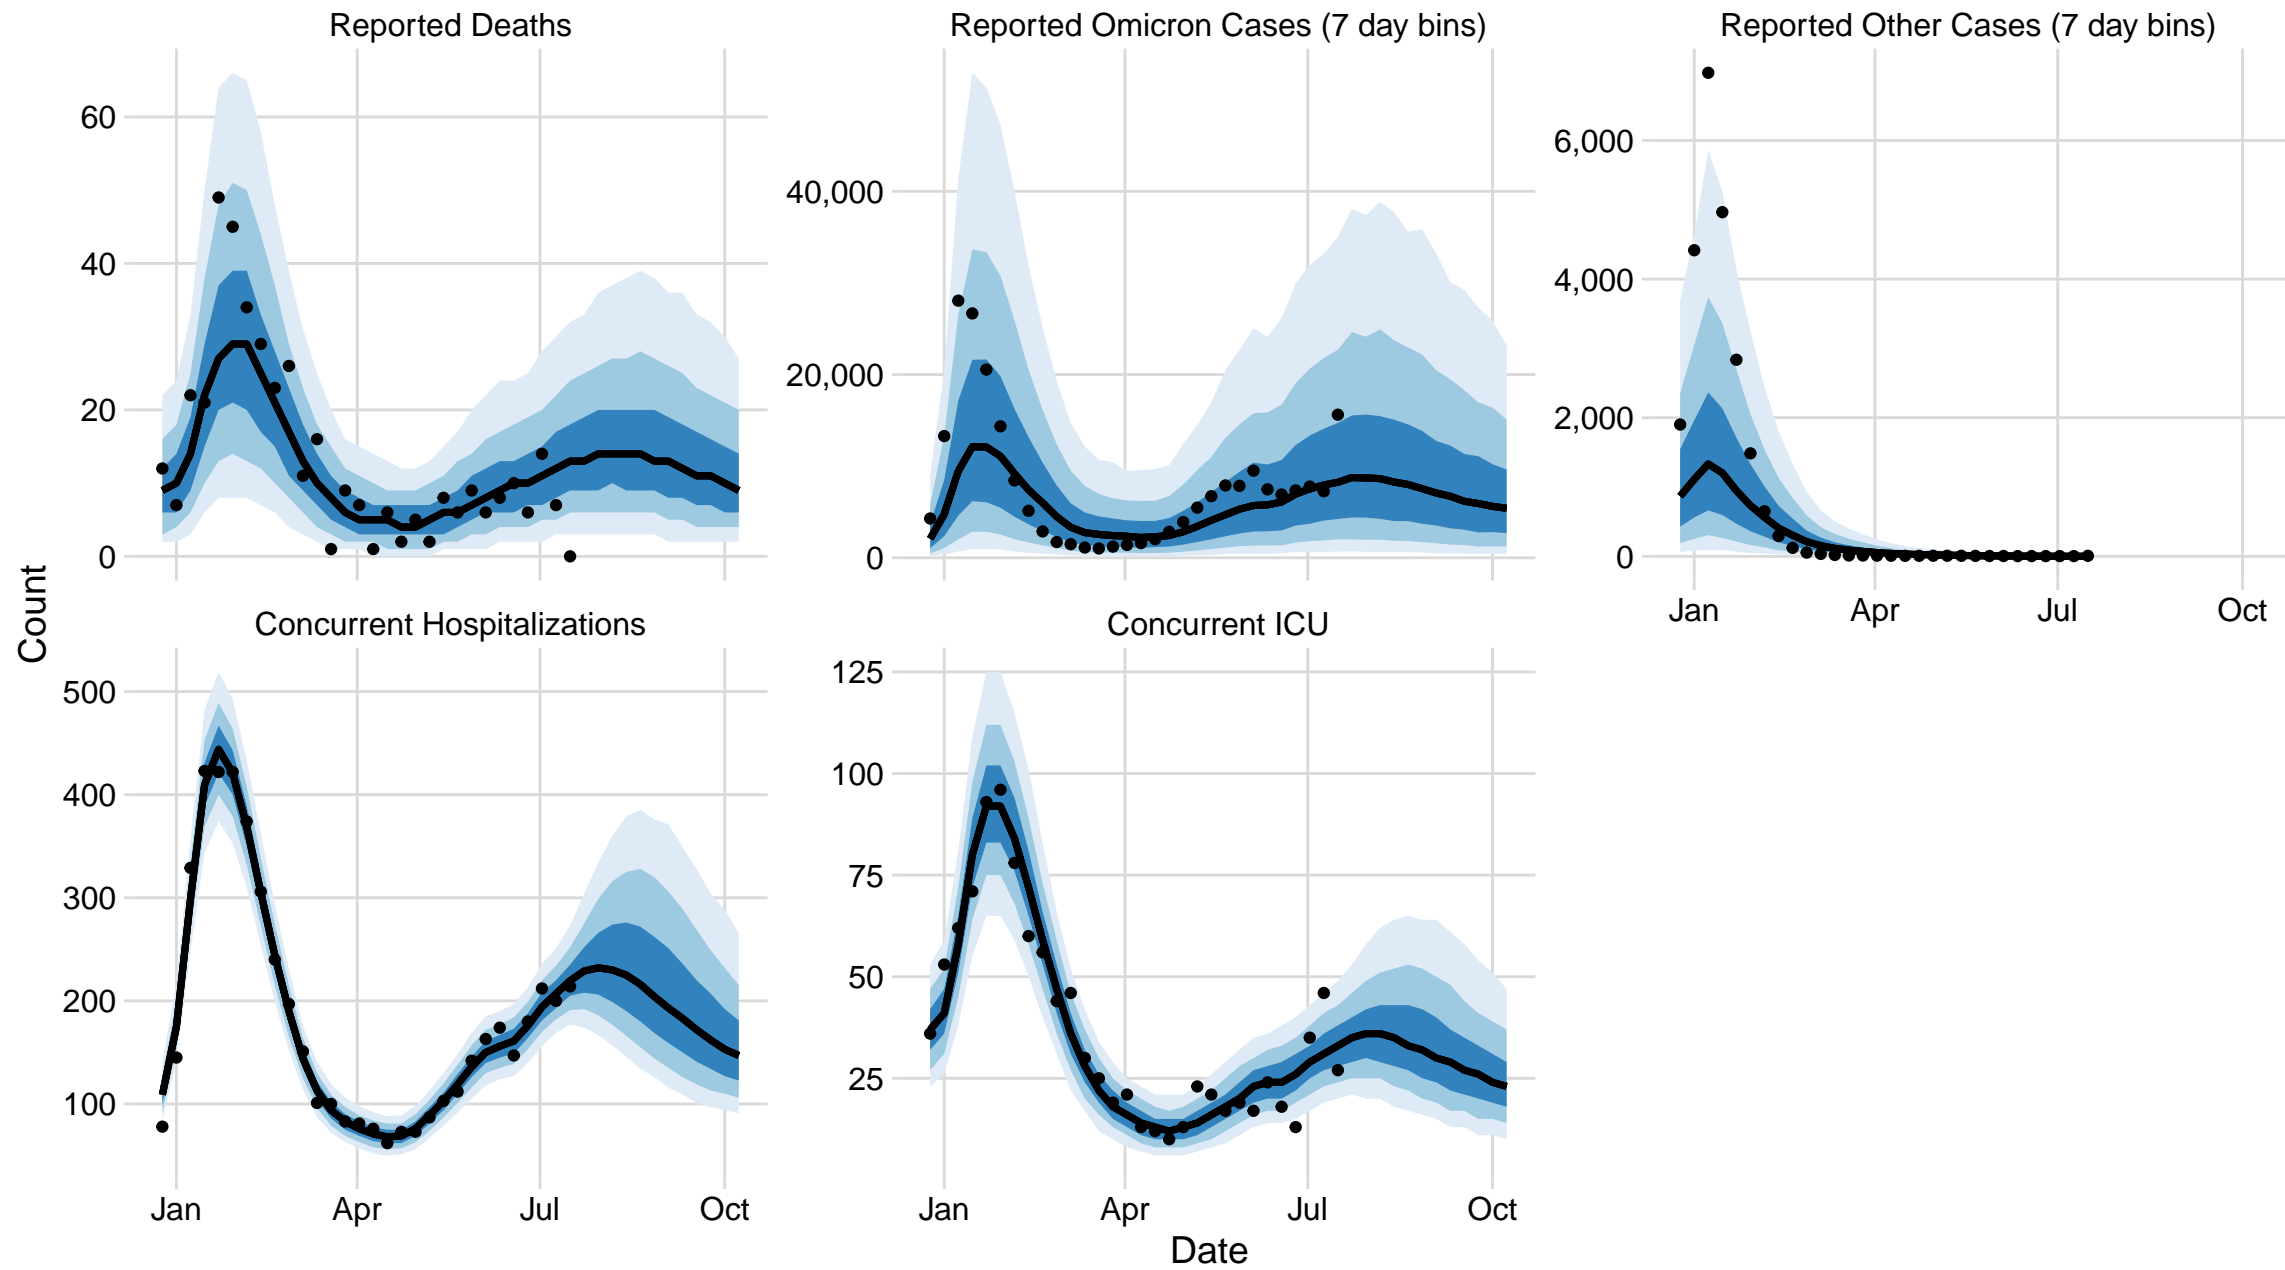 Reported Deaths
Reported Omicron Cases (7 day bins)
Reported Other Cases (7 day bins)
60
40
20
0
40,000
20,000
0
6,000
4,000
2,000
0
Jan Apr Jul Oct
Count
Concurrent Hospitalizations
Concurrent ICU
500
400
300
200
100
125
100
75
50
25
Jan Apr Jul Oct
Jan Apr Jul Oct
Date